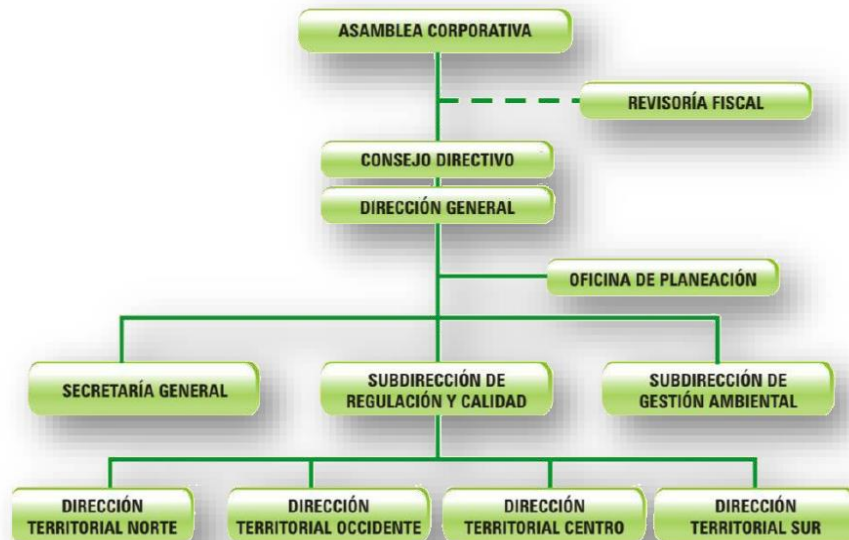 ASAMBLEA CORPORATIVA
REVISORÍA FISCAL
CONSEJO DIRECTIVO
DIRECCIÓN GENERAL
OFICINA DE PLANEACIÓN
SECRETARÍA GENERAL
SUBDIRECCIÓN DE
REGULACIÓN Y CALIDAD
SUBDIRECCIÓN DE
GESTIÓN AMBIENTAL
DIRECCIÓN
TERRITORIAL NORTE
DIRECCIÓN
TERRITORIAL OCCIDENTE
DIRECCIÓN
TERRITORIAL CENTRO
DIRECCIÓN
TERRITORIAL SUR